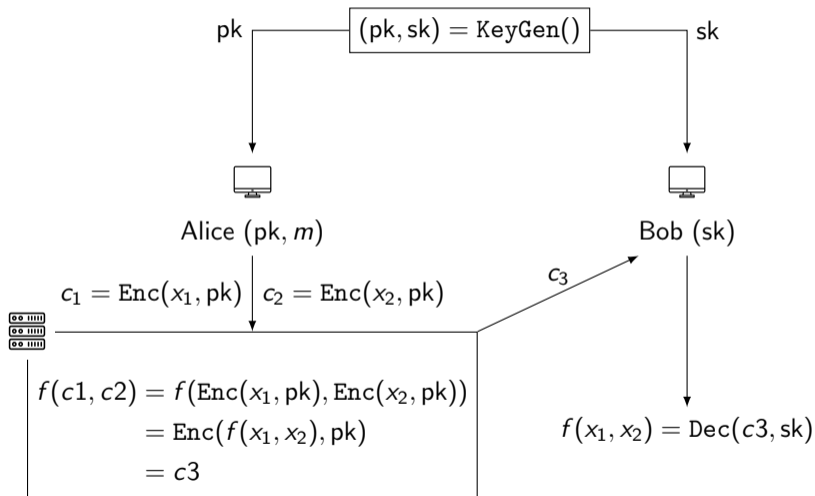 pk
(pk, sk) = KeyGen()
sk
Alice (pk, m)
Bob (sk)
c₁ = Enc(x₁, pk)
c₂ = Enc(x₂, pk)
c₃
f(c1, c2) = f(Enc(x₁, pk), Enc(x₂, pk))
= Enc(f(x₁, x₂), pk)
= c3
f(x₁, x₂) = Dec(c3, sk)